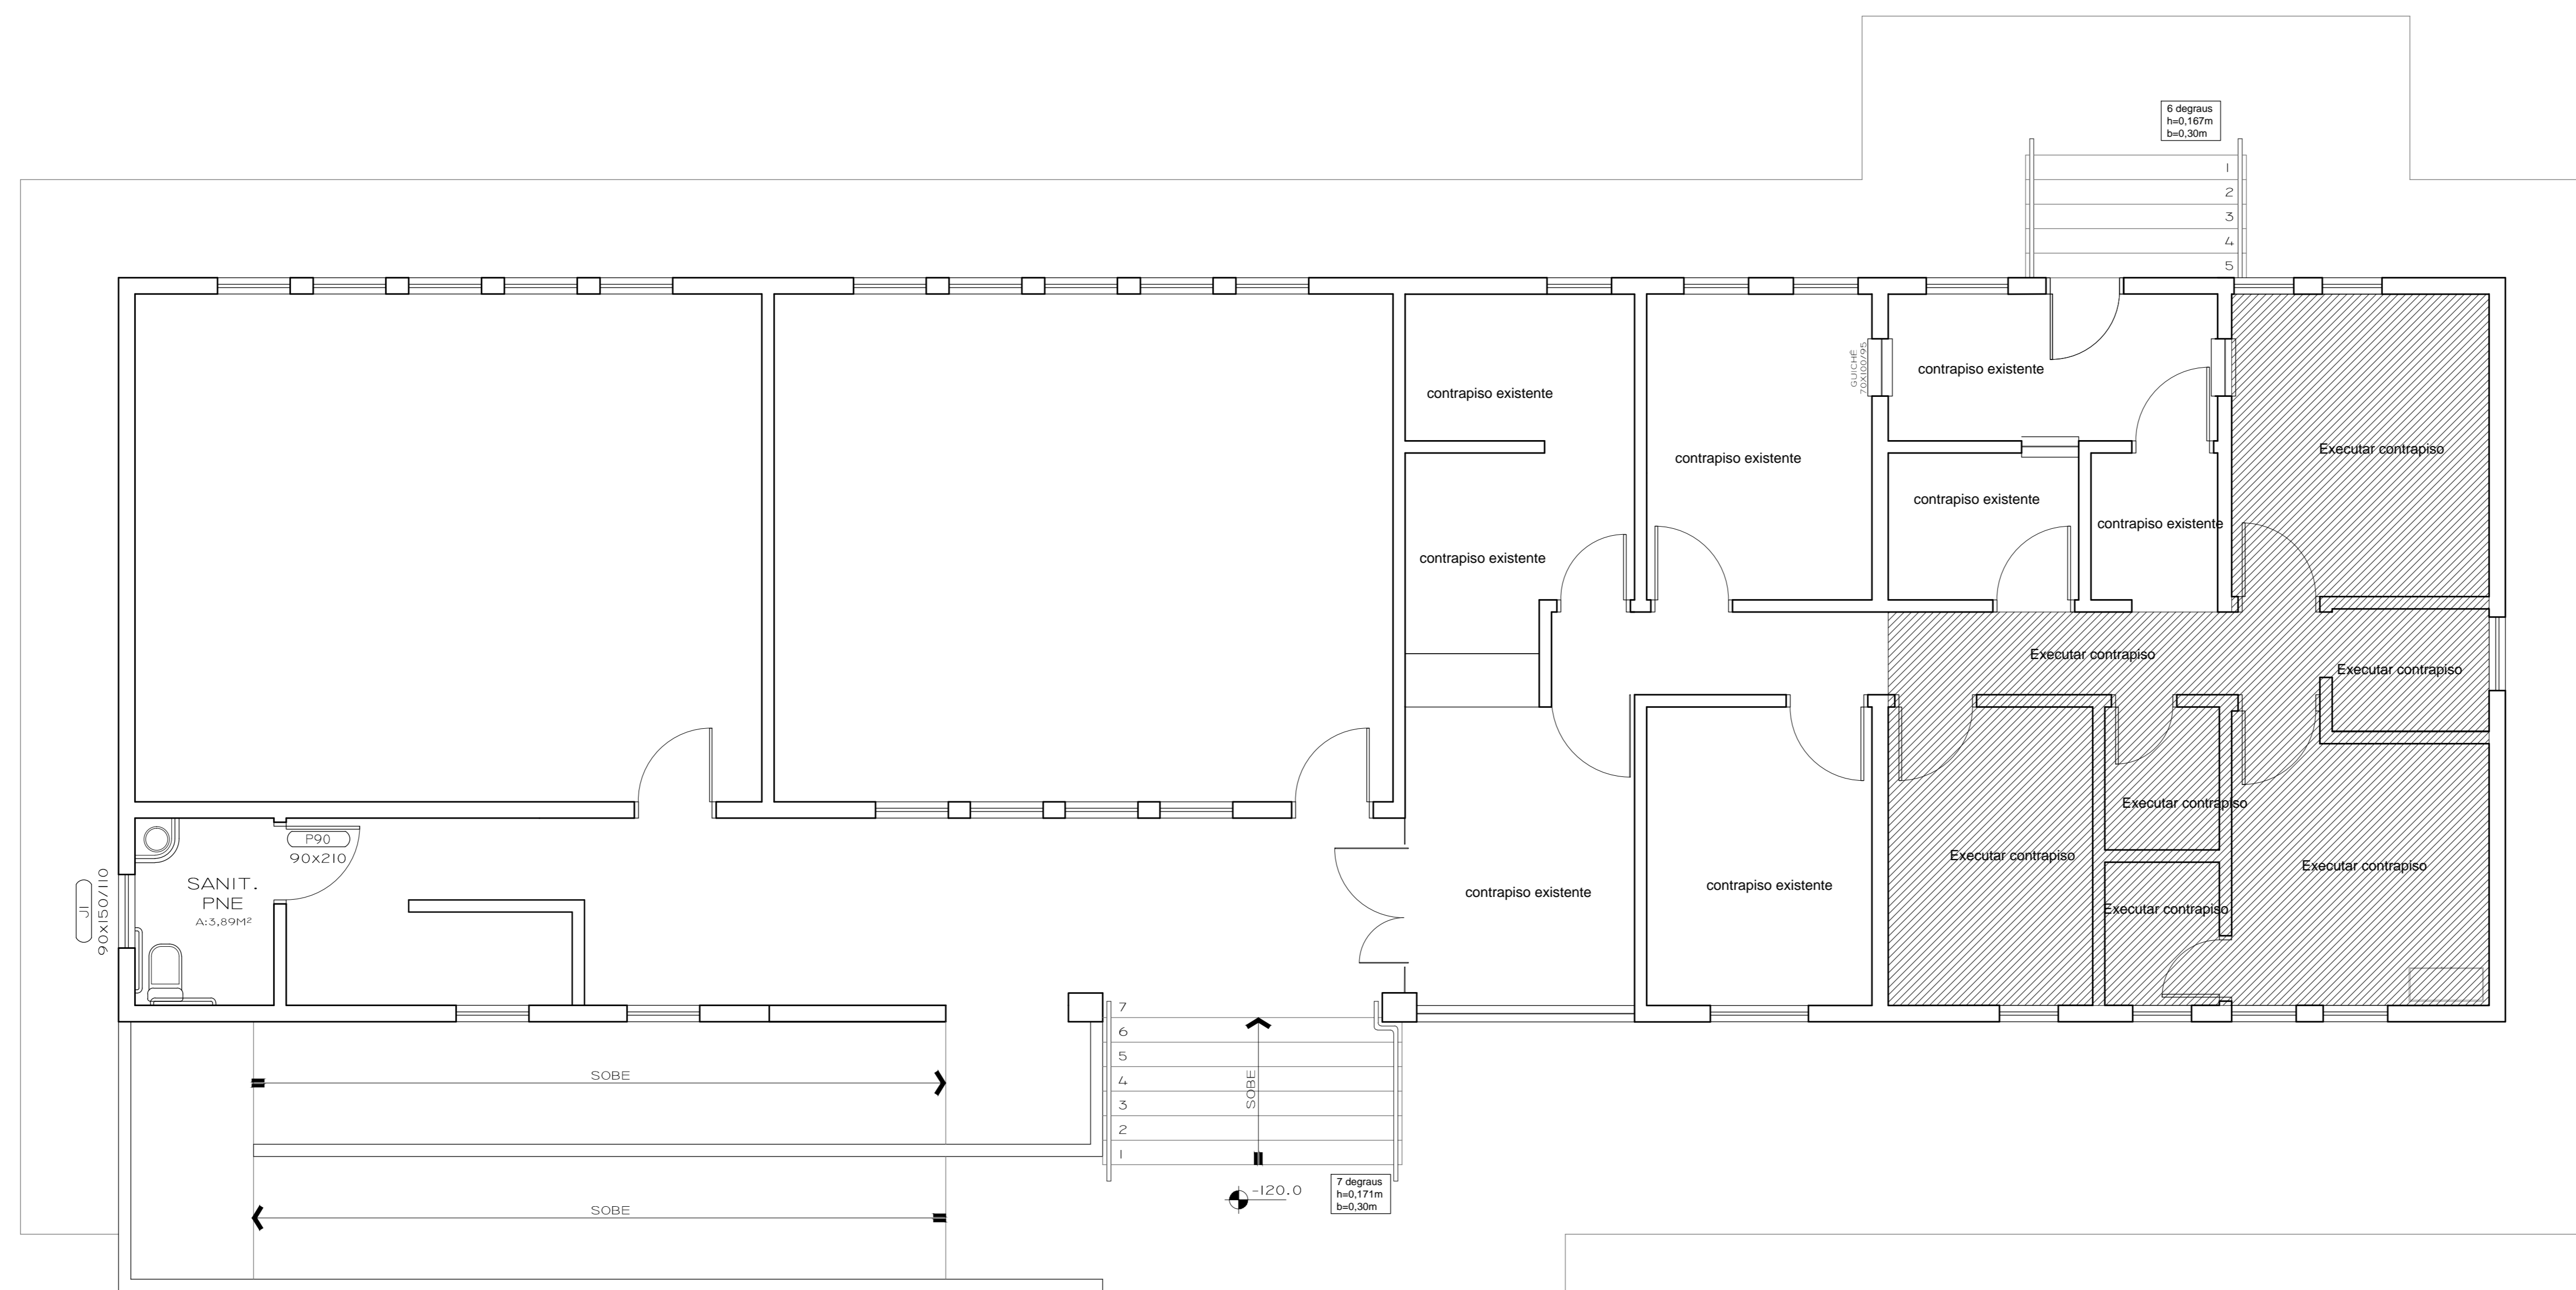 6 degraus
h=0,167m
b=0,30m
1
2
3
4
5
GUICHÊ
70X100/95
contrapiso existente
contrapiso existente
Executar contrapiso
contrapiso existente
contrapiso existente
contrapiso existente
contrapiso existente
Executar contrapiso
Executar contrapiso
P90
90x210
Executar contrapiso
Executar contrapiso
Executar contrapiso
contrapiso existente
contrapiso existente
Executar contrapiso
SANIT.
PNE
A:3,89M²
J1
90x150/110
7
6
5
4
3
2
1
SOBE
SOBE
SOBE
-120.0
7 degraus
h=0,171m
b=0,30m